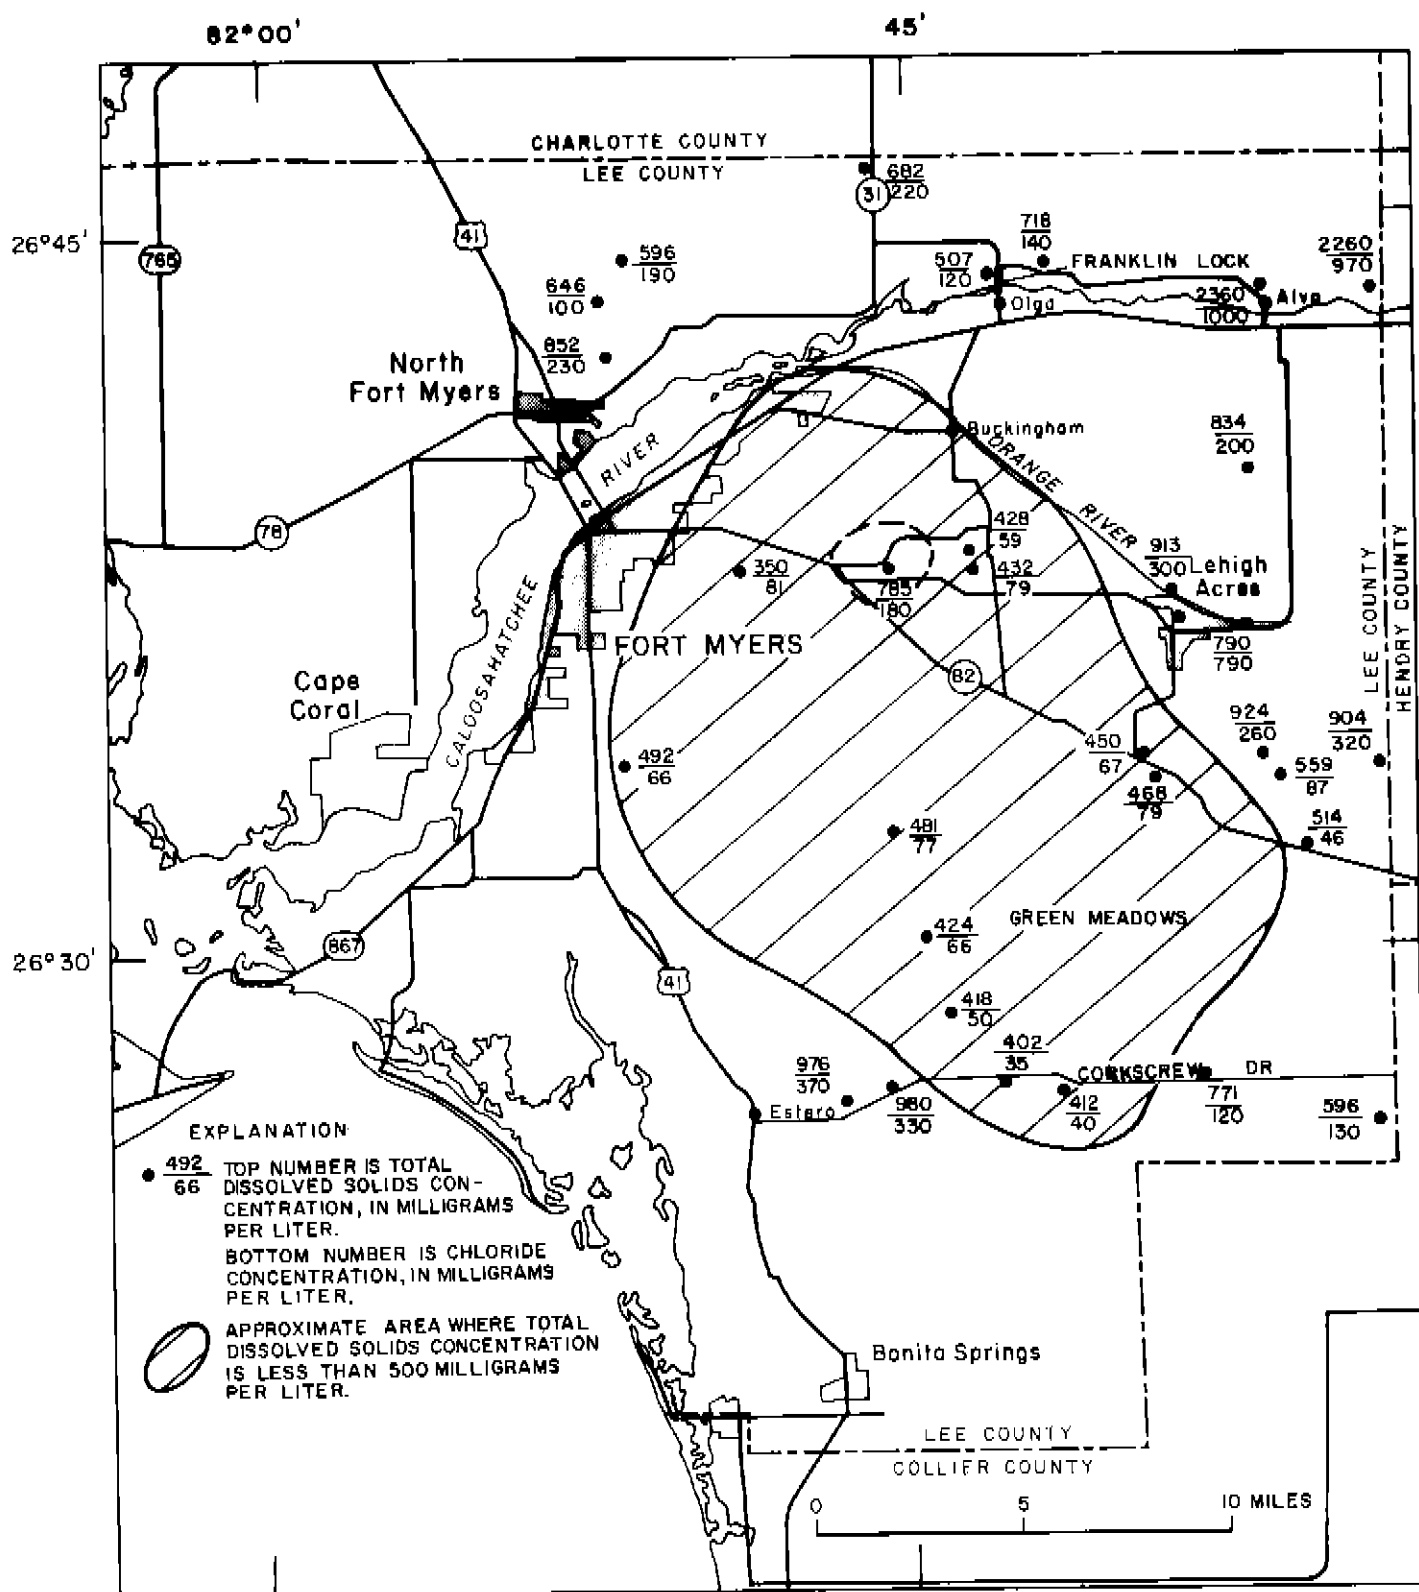 82°00'
45'
CHARLOTTE COUNTY
LEE COUNTY
682
220
31
41
26°45'
765
596
190
718
140
507
120
FRANKLIN LOCK
2260
970
646
100
Olga
2360
1000
Alva
852
230
North
Fort Myers
RIVER
Buckingham
ORANGE RIVER
834
200
78
428
59
913
300
Lehigh
Acres
350
81
785
180
432
79
CALOOSAHATCHEE
FORT MYERS
790
790
LEE COUNTY
HENDRY COUNTY
82
Cape
Coral
924
260
904
320
450
67
492
66
559
87
468
79
514
46
481
77
GREEN MEADOWS
424
66
867
26°30'
41
418
50
402
35
CORKSCREW DR
976
370
980
330
Estero
412
40
771
120
596
130
EXPLANATION
492
66
TOP NUMBER IS TOTAL
DISSOLVED SOLIDS CON-
CENTRATION, IN MILLIGRAMS
PER LITER.
BOTTOM NUMBER IS CHLORIDE
CONCENTRATION, IN MILLIGRAMS
PER LITER.
APPROXIMATE AREA WHERE TOTAL
DISSOLVED SOLIDS CONCENTRATION
IS LESS THAN 500 MILLIGRAMS
PER LITER.
Bonita Springs
LEE COUNTY
COLLIER COUNTY
0 5 10 MILES